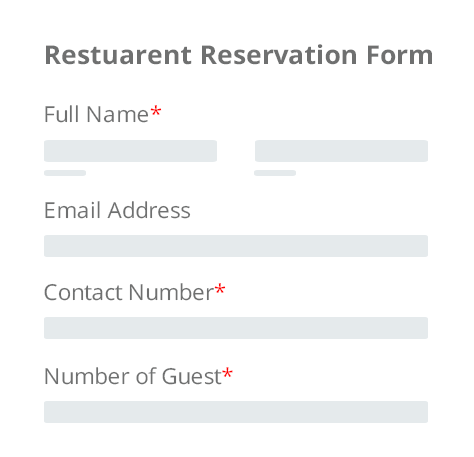 Restuarent Reservation Form
Full Name*
Email Address
Contact Number*
Number of Guest*